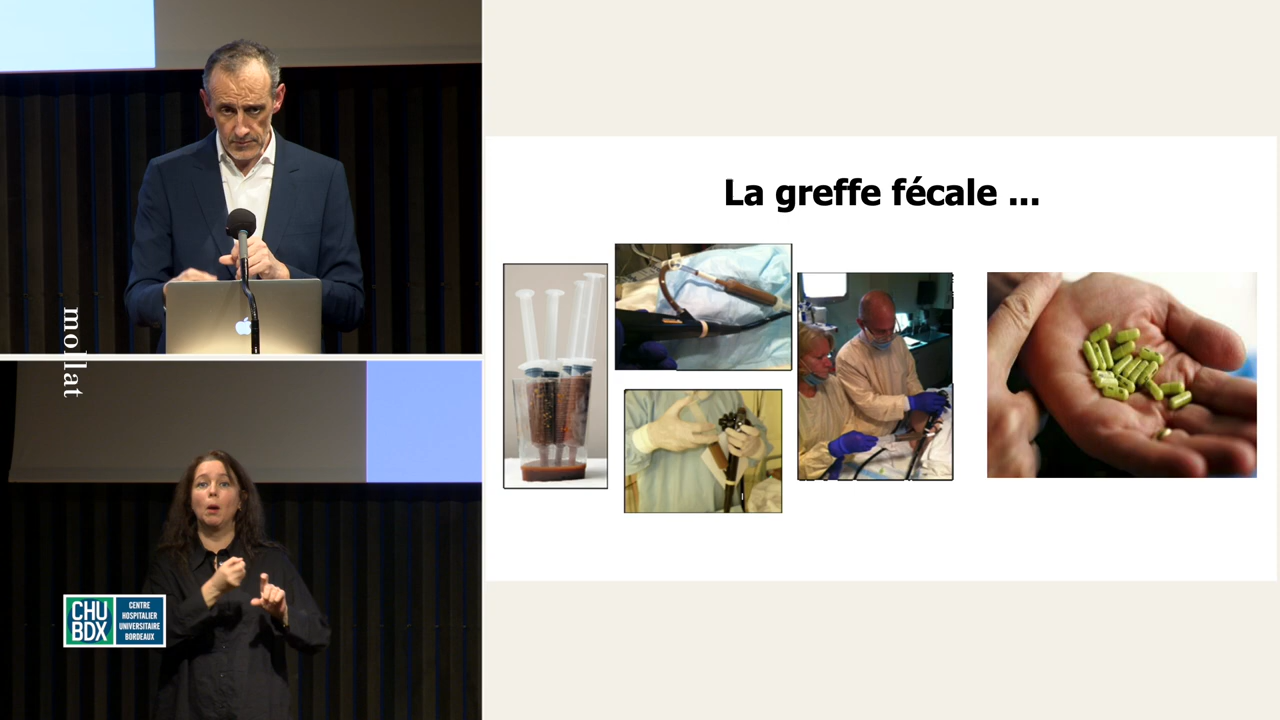 La greffe fécale ...
mollat
CHU
BDX
CENTRE
HOSPITALIER
UNIVERSITAIRE
BORDEAUX